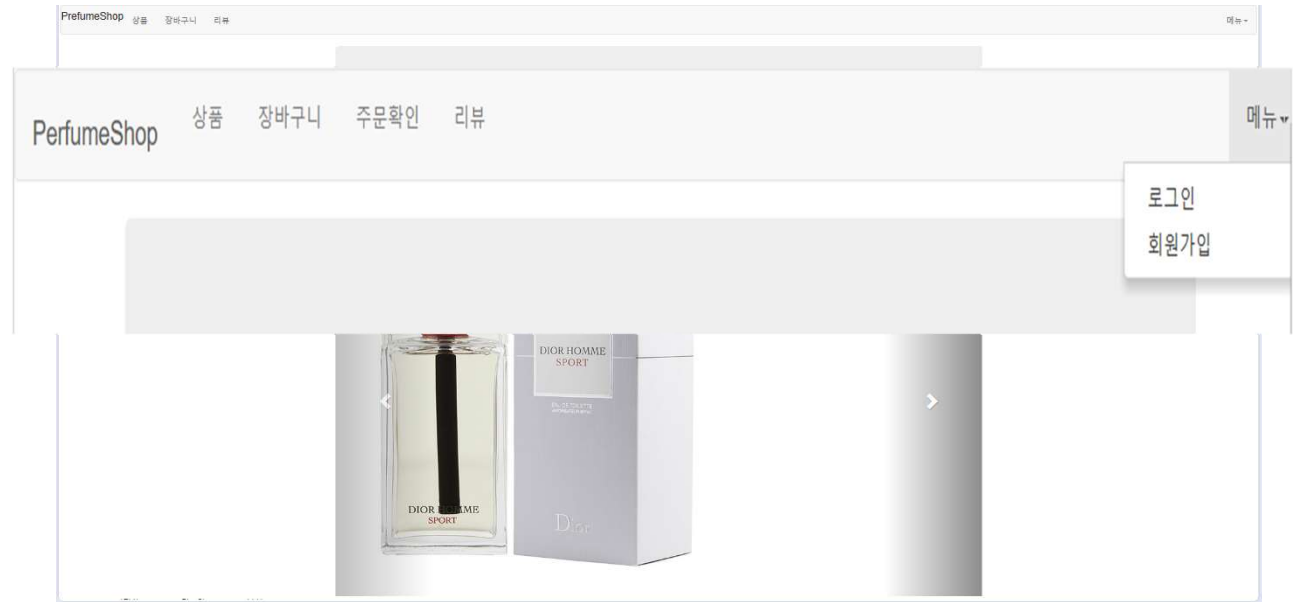 PrefumeShop 상품 장바구니 리뷰 메뉴
PerfumeShop 상품 장바구니 주문확인 리뷰 메뉴
로그인
회원가입
DIOR HOMME
SPORT
DIOR HOMME
SPORT
Dior